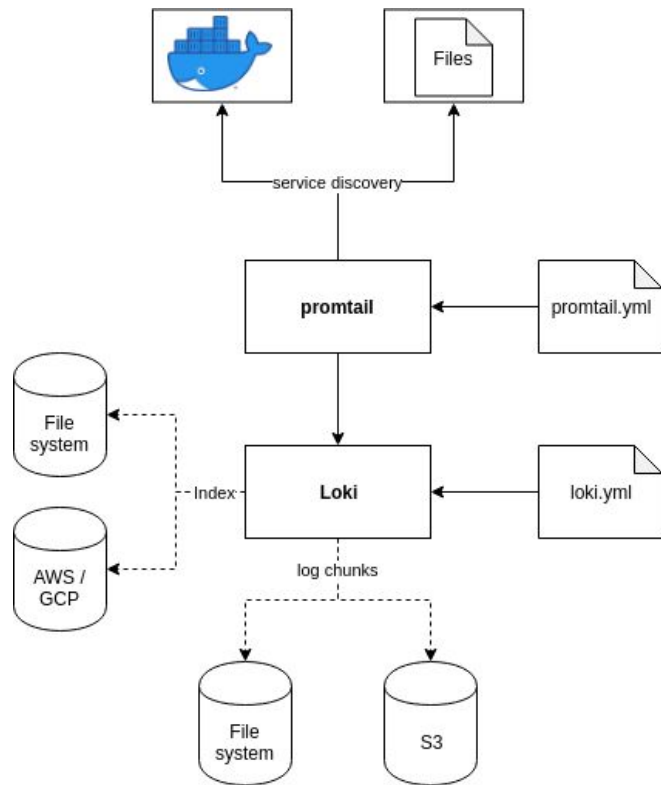 Files
service discovery
promtail
promtail.yml
File
system
Index
Loki
loki.yml
AWS /
GCP
log chunks
File
system
S3